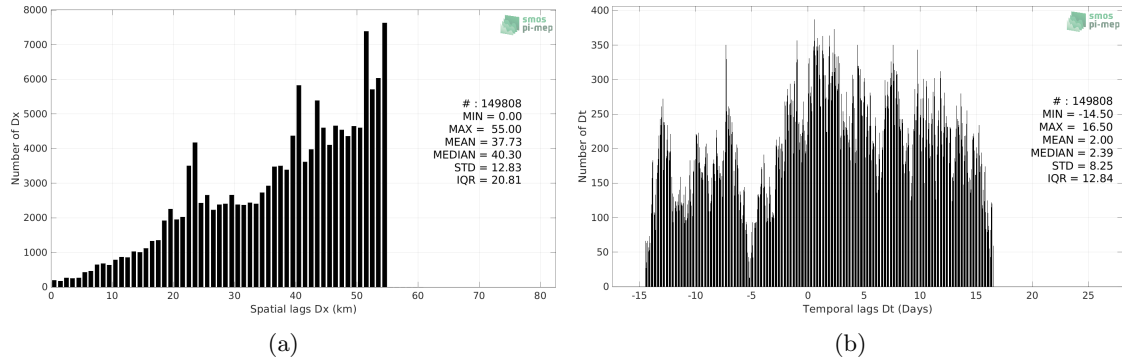 smos
pi-mep
8000
7000
6000
5000
4000
3000
2000
1000
0
Number of Dx
# : 149808
MIN = 0.00
MAX = 55.00
MEAN = 37.73
MEDIAN = 40.30
STD = 12.83
IQR = 20.81
0 10 20 30 40 50 60 70 80
Spatial lags Dx (km)
(a)
smos
pi-mep
400
350
300
250
200
150
100
50
0
Number of Dt
# : 149808
MIN = -14.50
MAX = 16.50
MEAN = 2.00
MEDIAN = 2.39
STD = 8.25
IQR = 12.84
-15 -10 -5 0 5 10 15 20 25
Temporal lags Dt (Days)
(b)